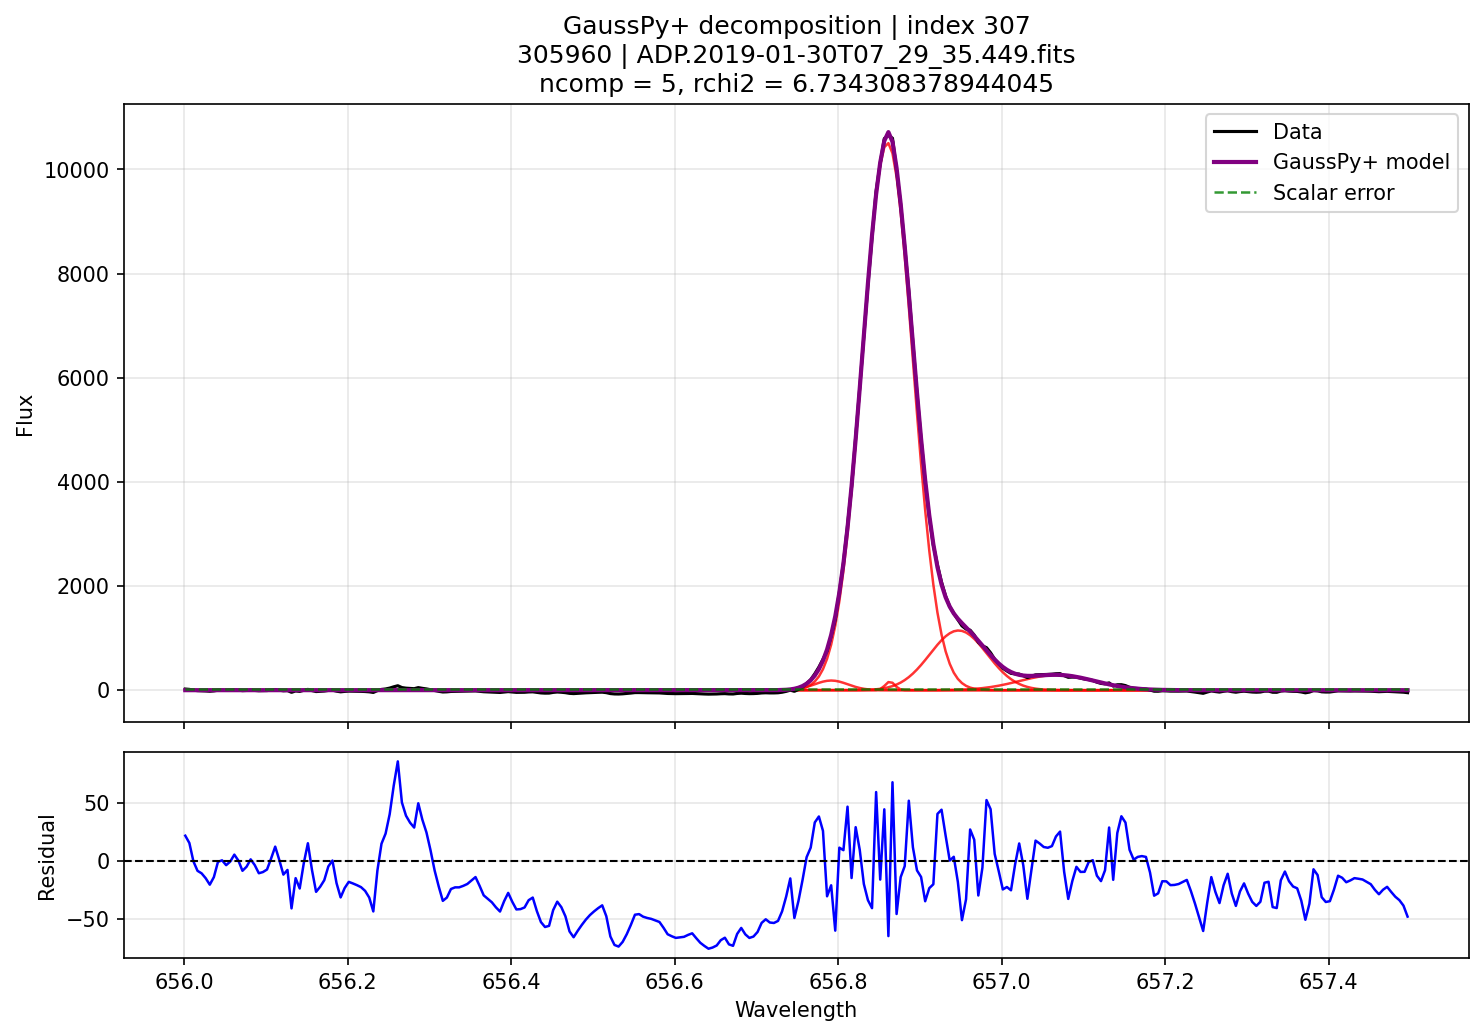 GaussPy+ decomposition | index 307
305960 | ADP.2019-01-30T07_29_35.449.fits
ncomp = 5, rchi2 = 6.734308378944045
Data
GaussPy+ model
Scalar error
Flux
10000
8000
6000
4000
2000
0
Residual
50
0
−50
656.0
656.2
656.4
656.6
656.8
657.0
657.2
657.4
Wavelength